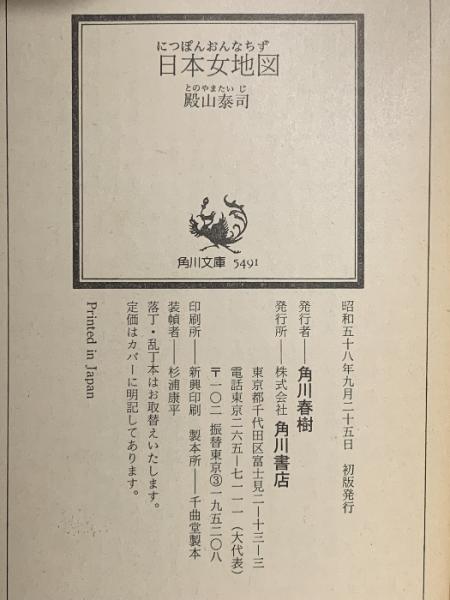 にっぽんおんなちず
日本女地図
とのやまたいじ
殿山泰司
角川文庫 5491
昭和五十八年九月二十五日 初版発行
発行者――角川春樹
発行所――株式会社 角川書店
東京都千代田区富士見二―十三―三
電話東京二六五―七一一一(大代表)
〒一〇二 振替東京③一九五二〇八
印刷所――新興印刷 製本所――千曲堂製本
装幀者――杉浦康平
落丁・乱丁本はお取替えいたします。
定価はカバーに明記してあります。
Printed in Japan